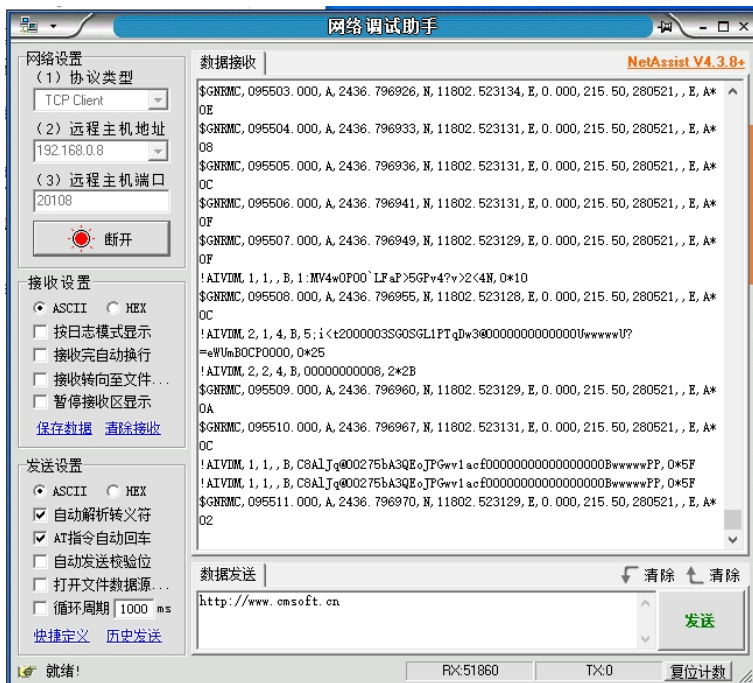 网络调试助手
网络设置
(1) 协议类型
TCP Client
(2) 远程主机地址
192.168.0.8
(3) 远程主机端口
20108
断开
接收设置
ASCII HEX
按日志模式显示
接收完自动换行
接收转向至文件...
暂停接收区显示
保存数据 清除接收
发送设置
ASCII HEX
自动解析转义符
AT指令自动回车
自动发送校验位
打开文件数据源...
循环周期 1000 ms
快捷定义 历史发送
数据接收 NetAssist V4.3.8+
$GNRMC,095503.000,A,2436.796926,N,11802.523134,E,0.000,215.50,280521,,E,A*
0E
$GNRMC,095504.000,A,2436.796933,N,11802.523131,E,0.000,215.50,280521,,E,A*
08
$GNRMC,095505.000,A,2436.796936,N,11802.523131,E,0.000,215.50,280521,,E,A*
0C
$GNRMC,095506.000,A,2436.796941,N,11802.523131,E,0.000,215.50,280521,,E,A*
0F
$GNRMC,095507.000,A,2436.796949,N,11802.523129,E,0.000,215.50,280521,,E,A*
0F
!AIVDM,1,1,,B,1:MV4wOP00`LFaP>5GPv4?v>2<4N,0*10
$GNRMC,095508.000,A,2436.796955,N,11802.523128,E,0.000,215.50,280521,,E,A*
0C
!AIVDM,2,1,4,B,5;i<t2000003SG0SGL1PTqDw3@0000000000000UwwwwwU?
=eWUmB0CP0000,0*25
!AIVDM,2,2,4,B,00000000008,2*2B
$GNRMC,095509.000,A,2436.796960,N,11802.523129,E,0.000,215.50,280521,,E,A*
0A
$GNRMC,095510.000,A,2436.796967,N,11802.523131,E,0.000,215.50,280521,,E,A*
0C
!AIVDM,1,1,,B,C8AlJq@00275bA3QEoJPGwv1acf00000000000000000BwwwwwPP,0*5F
!AIVDM,1,1,,B,C8AlJq@00275bA3QEoJPGwv1acf00000000000000000BwwwwwPP,0*5F
$GNRMC,095511.000,A,2436.796970,N,11802.523129,E,0.000,215.50,280521,,E,A*
02
数据发送 清除 清除
http://www.cmsoft.cn
发送
就绪! RX:51860 TX:0 复位计数